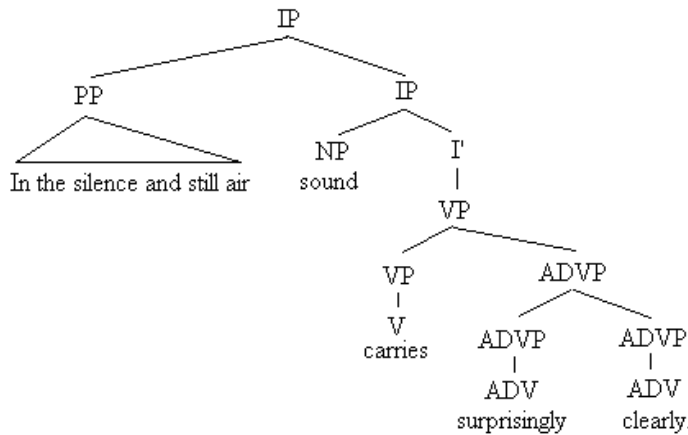 IP
PP IP
NP I'
In the silence and still air sound
VP
VP ADVP
V
carries ADVP ADVP
ADV ADV
surprisingly clearly.